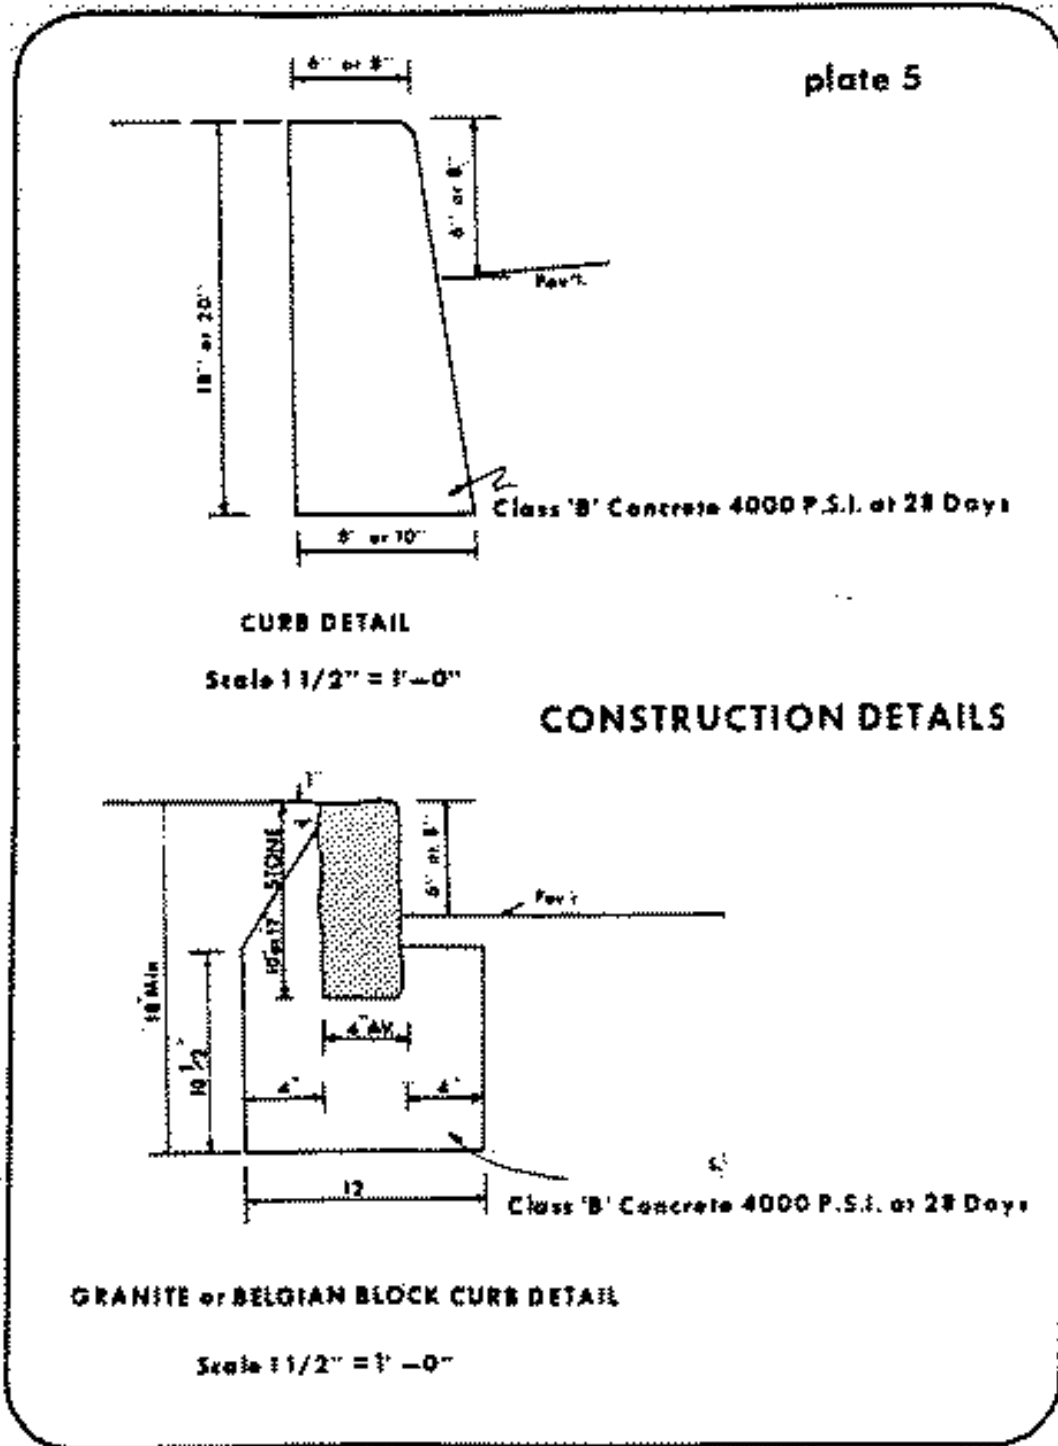 plate 5
6" or 8"
6" or 8"
Pav't.
18" or 20"
Class 'B' Concrete 4000 P.S.I. at 28 Days
8" or 10"
CURB DETAIL
Scale 1 1/2" = 1'-0"
CONSTRUCTION DETAILS
1"
STONE
6" or 8"
Pav't
18" Min
10 1/2"
4" AV.
4"
4"
12
Class 'B' Concrete 4000 P.S.I. at 28 Days
GRANITE or BELGIAN BLOCK CURB DETAIL
Scale 1 1/2" = 1'-0"